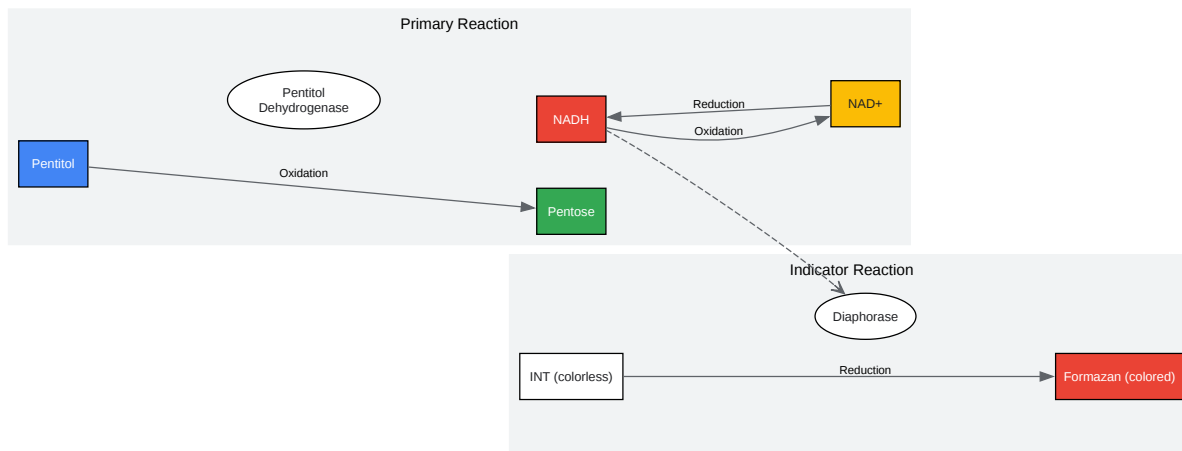 Primary Reaction
Pentitol
Dehydrogenase
NADH
Reduction
NAD+
Oxidation
Pentitol
Oxidation
Pentose
Indicator Reaction
Diaphorase
INT (colorless)
Reduction
Formazan (colored)